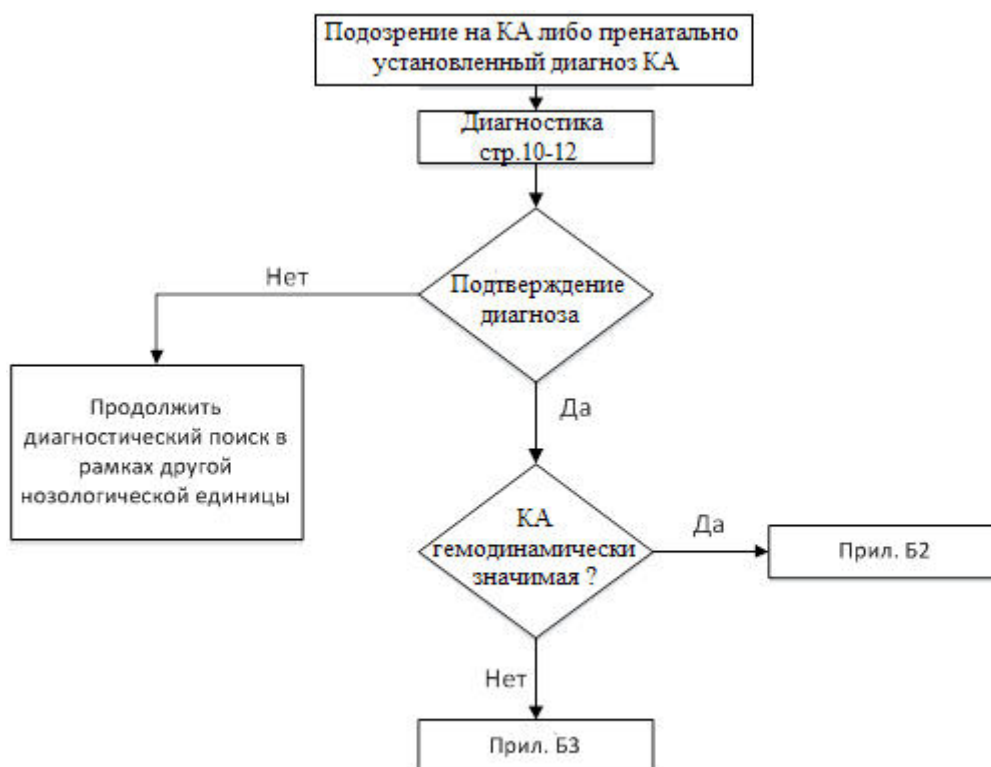 Подозрение на КА либо пренатально
установленный диагноз КА
Диагностика
стр.10-12
Подтверждение
диагноза
Нет
Да
Продолжить
диагностический поиск в
рамках другой
нозологической единицы
КА
гемодинамически
значимая ?
Да
Прил. Б2
Нет
Прил. Б3